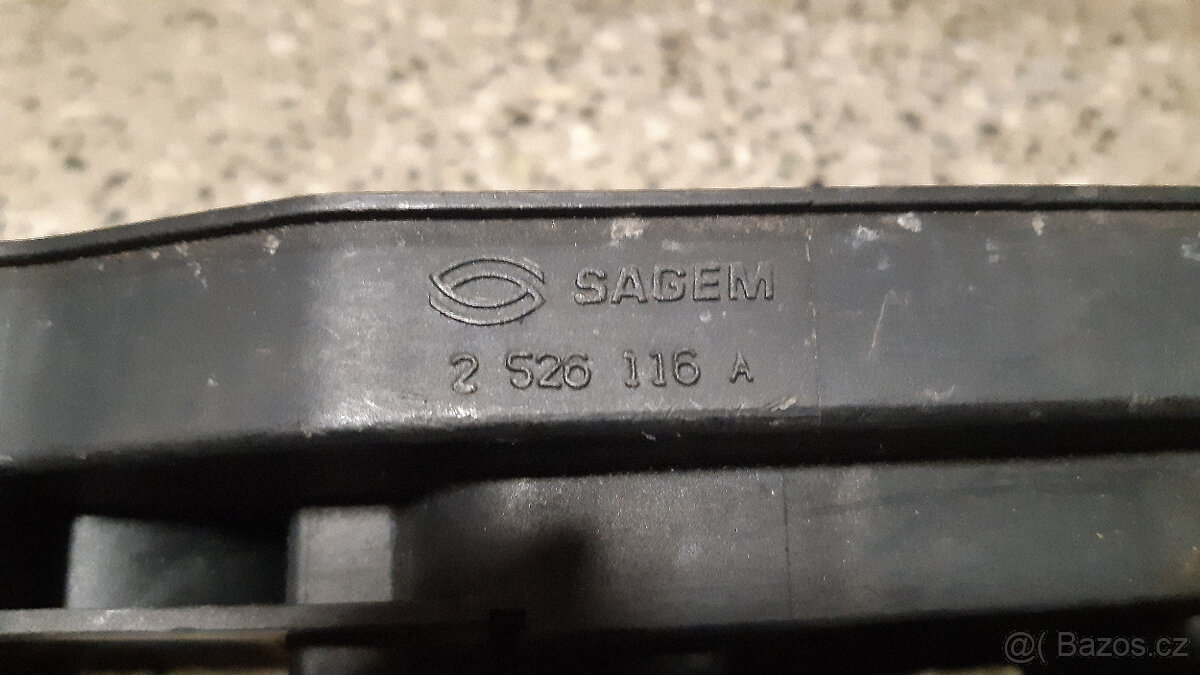 SAGEM
2 526 116 A
@( Bazos.cz